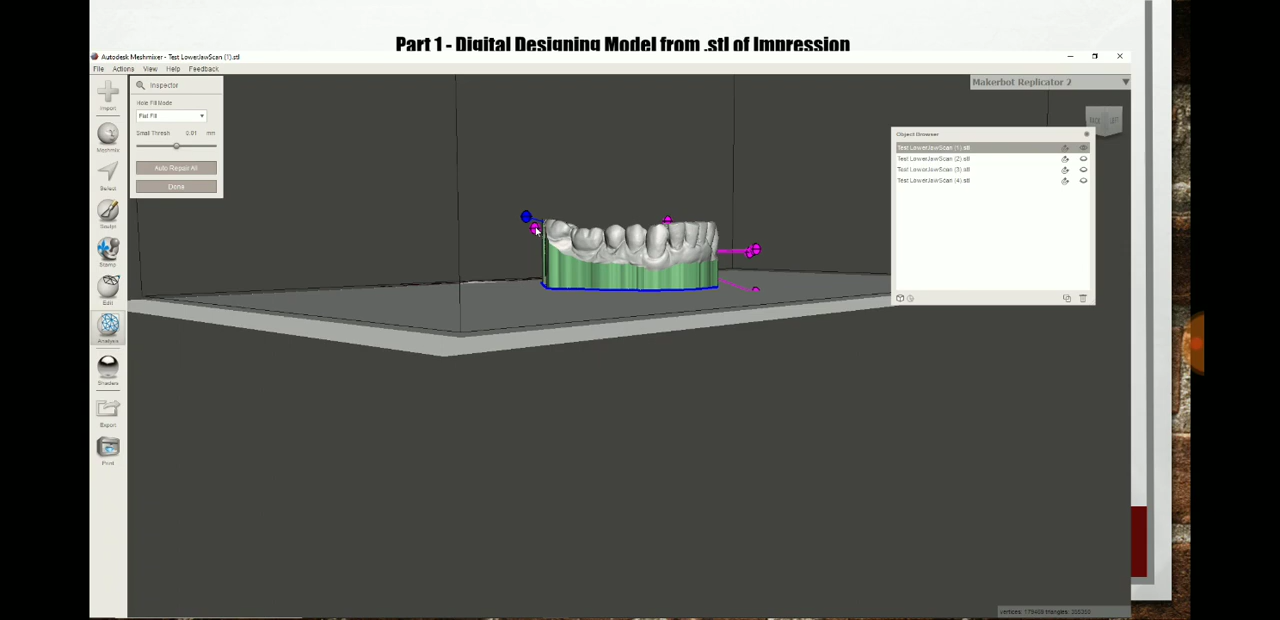 Part 1 - Digital Designing Model from .stl of Impression
Autodesk Meshmixer - Test LowerJawScan (1).stl
File Actions View Help Feedback
Import
Meshmix
Select
Sculpt
Stamp
Edit
Analysis
Shaders
Export
Print
Inspector
Hole Fill Mode
Flat Fill
Small Thresh 0.01 mm
Auto Repair All
Done
Makerbot Replicator 2
Object Browser
Test LowerJawScan (1).stl
Test LowerJawScan (2).stl
Test LowerJawScan (3).stl
Test LowerJawScan (4).stl